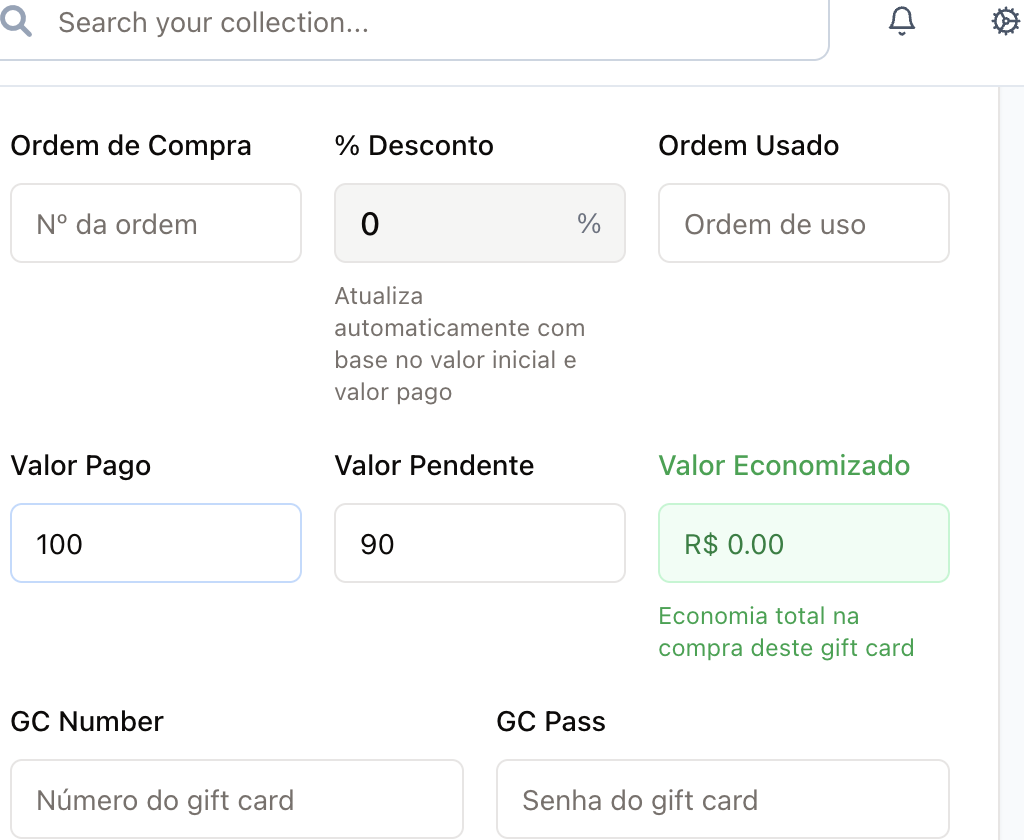 Search your collection...
Ordem de Compra
% Desconto
Ordem Usado
Nº da ordem
0 %
Ordem de uso
Atualiza
automaticamente com
base no valor inicial e
valor pago
Valor Pago
Valor Pendente
Valor Economizado
100
90
R$ 0.00
Economia total na
compra deste gift card
GC Number
GC Pass
Número do gift card
Senha do gift card